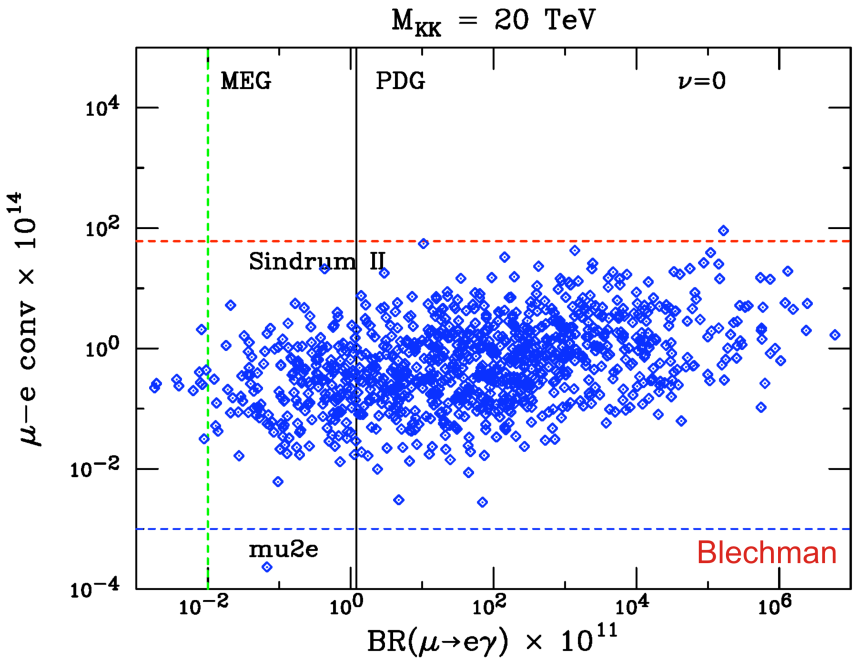 M_KK = 20 TeV
MEG PDG ν=0
10^4
10^2
Sindrum II
10^0
10^−2
mu2e
Blechman
10^−4
μ−e conv × 10^14
10^−2 10^0 10^2 10^4 10^6
BR(μ→eγ) × 10^11